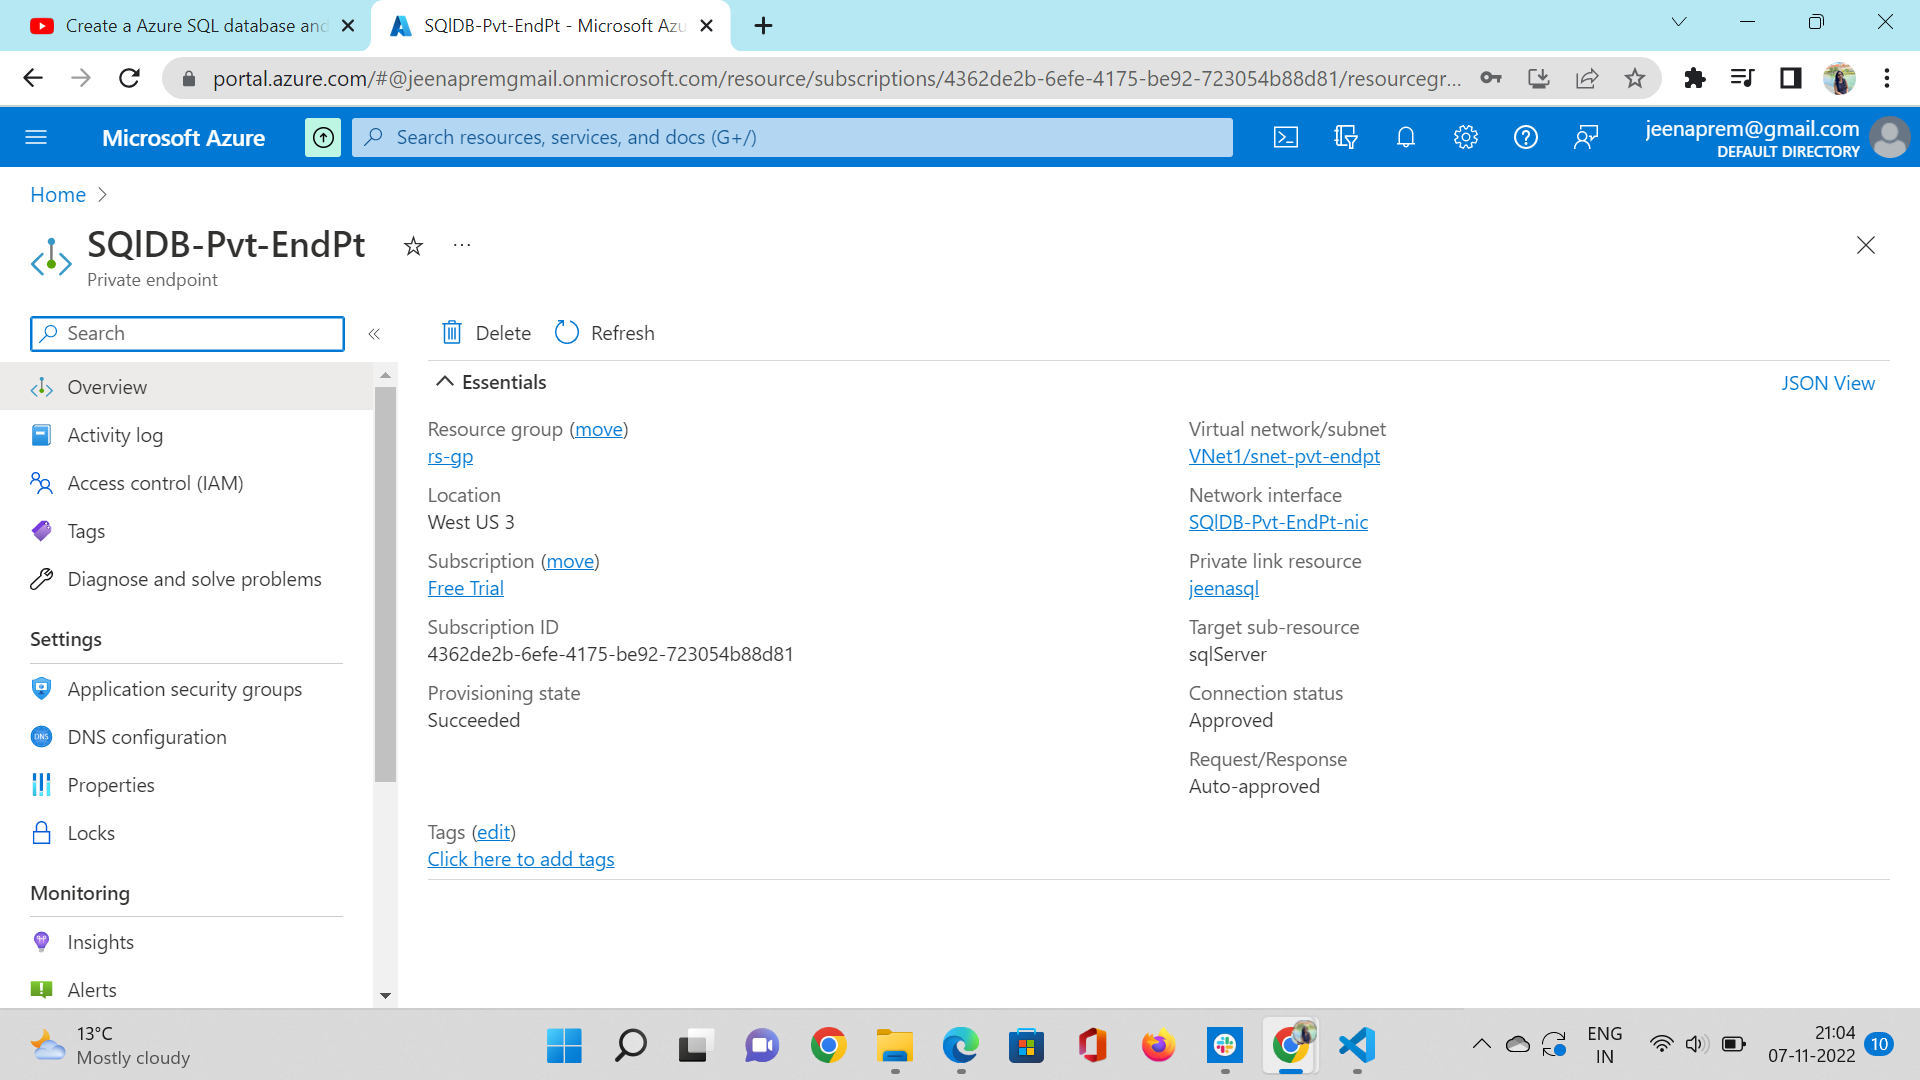 Create a Azure SQL database and
SQlDB-Pvt-EndPt - Microsoft Azu
portal.azure.com/#@jeenapremgmail.onmicrosoft.com/resource/subscriptions/4362de2b-6efe-4175-be92-723054b88d81/resourcegr...
Microsoft Azure
Search resources, services, and docs (G+/)
jeenaprem@gmail.com
DEFAULT DIRECTORY
Home
SQlDB-Pvt-EndPt
Private endpoint
Search
Delete
Refresh
Overview
Activity log
Access control (IAM)
Tags
Diagnose and solve problems
Settings
Application security groups
DNS configuration
Properties
Locks
Monitoring
Insights
Alerts
Essentials
JSON View
Resource group (move)
rs-gp
Location
West US 3
Subscription (move)
Free Trial
Subscription ID
4362de2b-6efe-4175-be92-723054b88d81
Provisioning state
Succeeded
Virtual network/subnet
VNet1/snet-pvt-endpt
Network interface
SQlDB-Pvt-EndPt-nic
Private link resource
jeenasql
Target sub-resource
sqlServer
Connection status
Approved
Request/Response
Auto-approved
Tags (edit)
Click here to add tags
13°C
Mostly cloudy
ENG
IN
21:04
07-11-2022
10